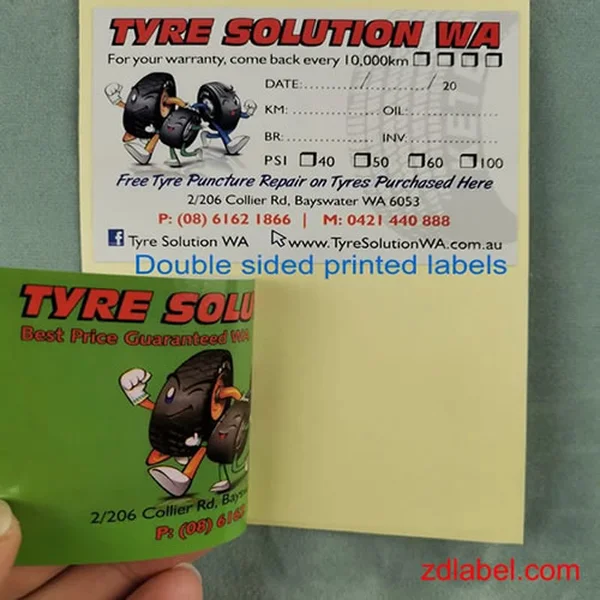 TYRE SOLUTION WA
For your warranty, come back every 10,000km
DATE:............/............/ 20
KM:.................... OIL:....................
BR:.................... INV....................
PSI 40 50 60 100
Free Tyre Puncture Repair on Tyres Purchased Here
2/206 Collier Rd, Bayswater WA 6053
P: (08) 6162 1866 | M: 0421 440 888
f Tyre Solution WA www.TyreSolutionWA.com.au
Double sided printed labels
TYRE SOLU
Best Price Guaranteed WA
2/206 Collier Rd, Bays
P: (08) 6162
zdlabel.com